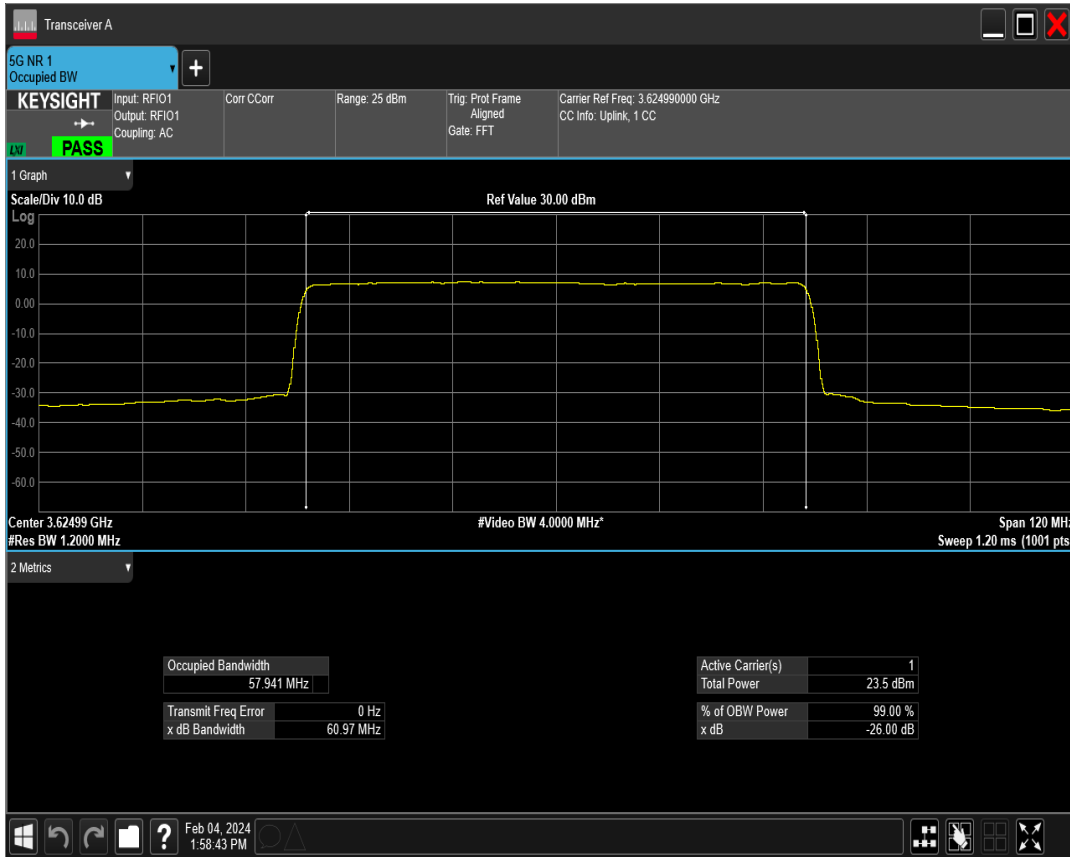 Transceiver A
5G NR 1
Occupied BW
+
KEYSIGHT
LXI
PASS
Input: RFIO1
Output: RFIO1
Coupling: AC
Corr CCorr
Range: 25 dBm
Trig: Prot Frame
Aligned
Gate: FFT
Carrier Ref Freq: 3.624990000 GHz
CC Info: Uplink, 1 CC
1 Graph
Scale/Div 10.0 dB
Ref Value 30.00 dBm
Log
20.0
10.0
0.00
-10.0
-20.0
-30.0
-40.0
-50.0
-60.0
Center 3.62499 GHz
#Video BW 4.0000 MHz*
Span 120 MHz
#Res BW 1.2000 MHz
Sweep 1.20 ms (1001 pts
2 Metrics
Occupied Bandwidth
57.941 MHz
Transmit Freq Error 0 Hz
x dB Bandwidth 60.97 MHz
Active Carrier(s) 1
Total Power 23.5 dBm
% of OBW Power 99.00 %
x dB -26.00 dB
?
Feb 04, 2024
1:58:43 PM